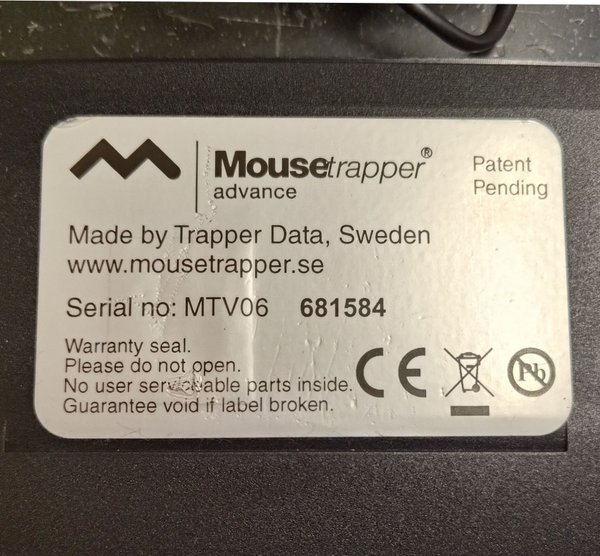 Mousetrapper®
advance
Patent
Pending
Made by Trapper Data, Sweden
www.mousetrapper.se
Serial no: MTV06 681584
Warranty seal.
Please do not open.
No user serviceable parts inside.
Guarantee void if label broken.
CE
Pb